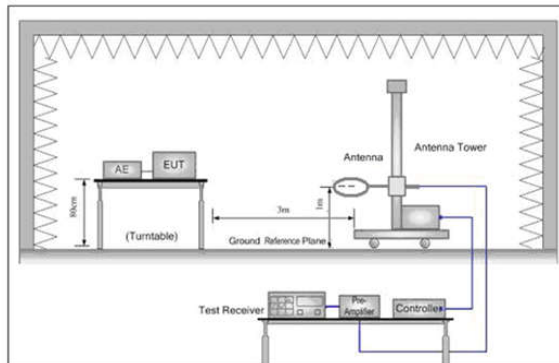 Antenna Tower
Antenna
EUT
AE
80cm
3m
1m
(Turntable)
Ground Reference Plane
Test Receiver
Pre-
Amplifier
Controller